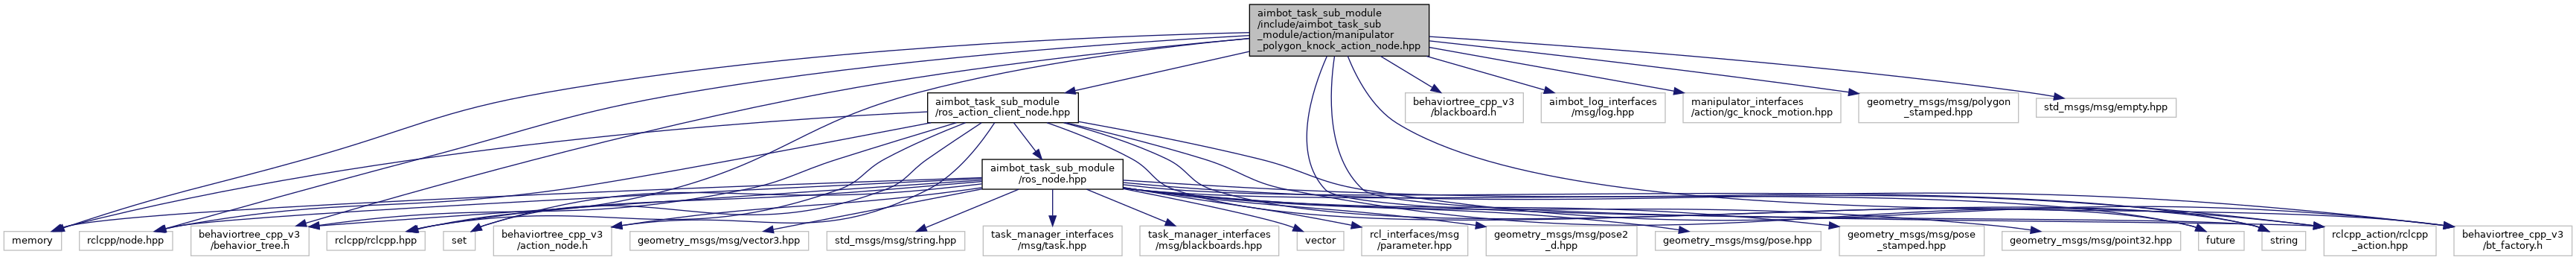 aimbot_task_sub_module
/include/aimbot_task_sub
_module/action/manipulator
_polygon_knock_action_node.hpp
aimbot_task_sub_module
/ros_action_client_node.hpp
behaviortree_cpp_v3
/blackboard.h
aimbot_log_interfaces
/msg/log.hpp
manipulator_interfaces
/action/gc_knock_motion.hpp
geometry_msgs/msg/polygon
_stamped.hpp
std_msgs/msg/empty.hpp
aimbot_task_sub_module
/ros_node.hpp
memory
rclcpp/node.hpp
behaviortree_cpp_v3
/behavior_tree.h
rclcpp/rclcpp.hpp
set
behaviortree_cpp_v3
/action_node.h
geometry_msgs/msg/vector3.hpp
std_msgs/msg/string.hpp
task_manager_interfaces
/msg/task.hpp
task_manager_interfaces
/msg/blackboards.hpp
vector
rcl_interfaces/msg
/parameter.hpp
geometry_msgs/msg/pose2
_d.hpp
geometry_msgs/msg/pose.hpp
geometry_msgs/msg/pose
_stamped.hpp
geometry_msgs/msg/point32.hpp
future
string
rclcpp_action/rclcpp
_action.hpp
behaviortree_cpp_v3
/bt_factory.h